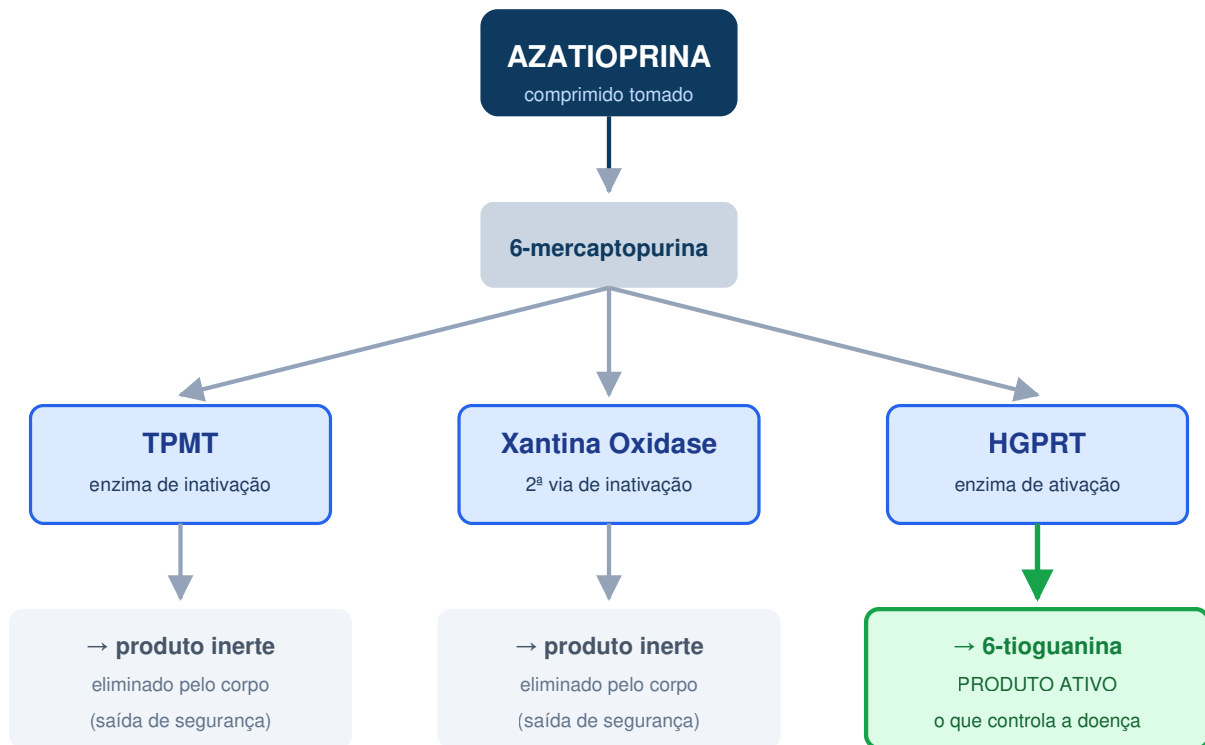 AZATIOPRINA
comprimido tomado
6-mercaptopurina
TPMT
enzima de inativação
Xantina Oxidase
2ª via de inativação
HGPRT
enzima de ativação
→ produto inerte
eliminado pelo corpo
(saída de segurança)
→ produto inerte
eliminado pelo corpo
(saída de segurança)
→ 6-tioguanina
PRODUTO ATIVO
o que controla a doença